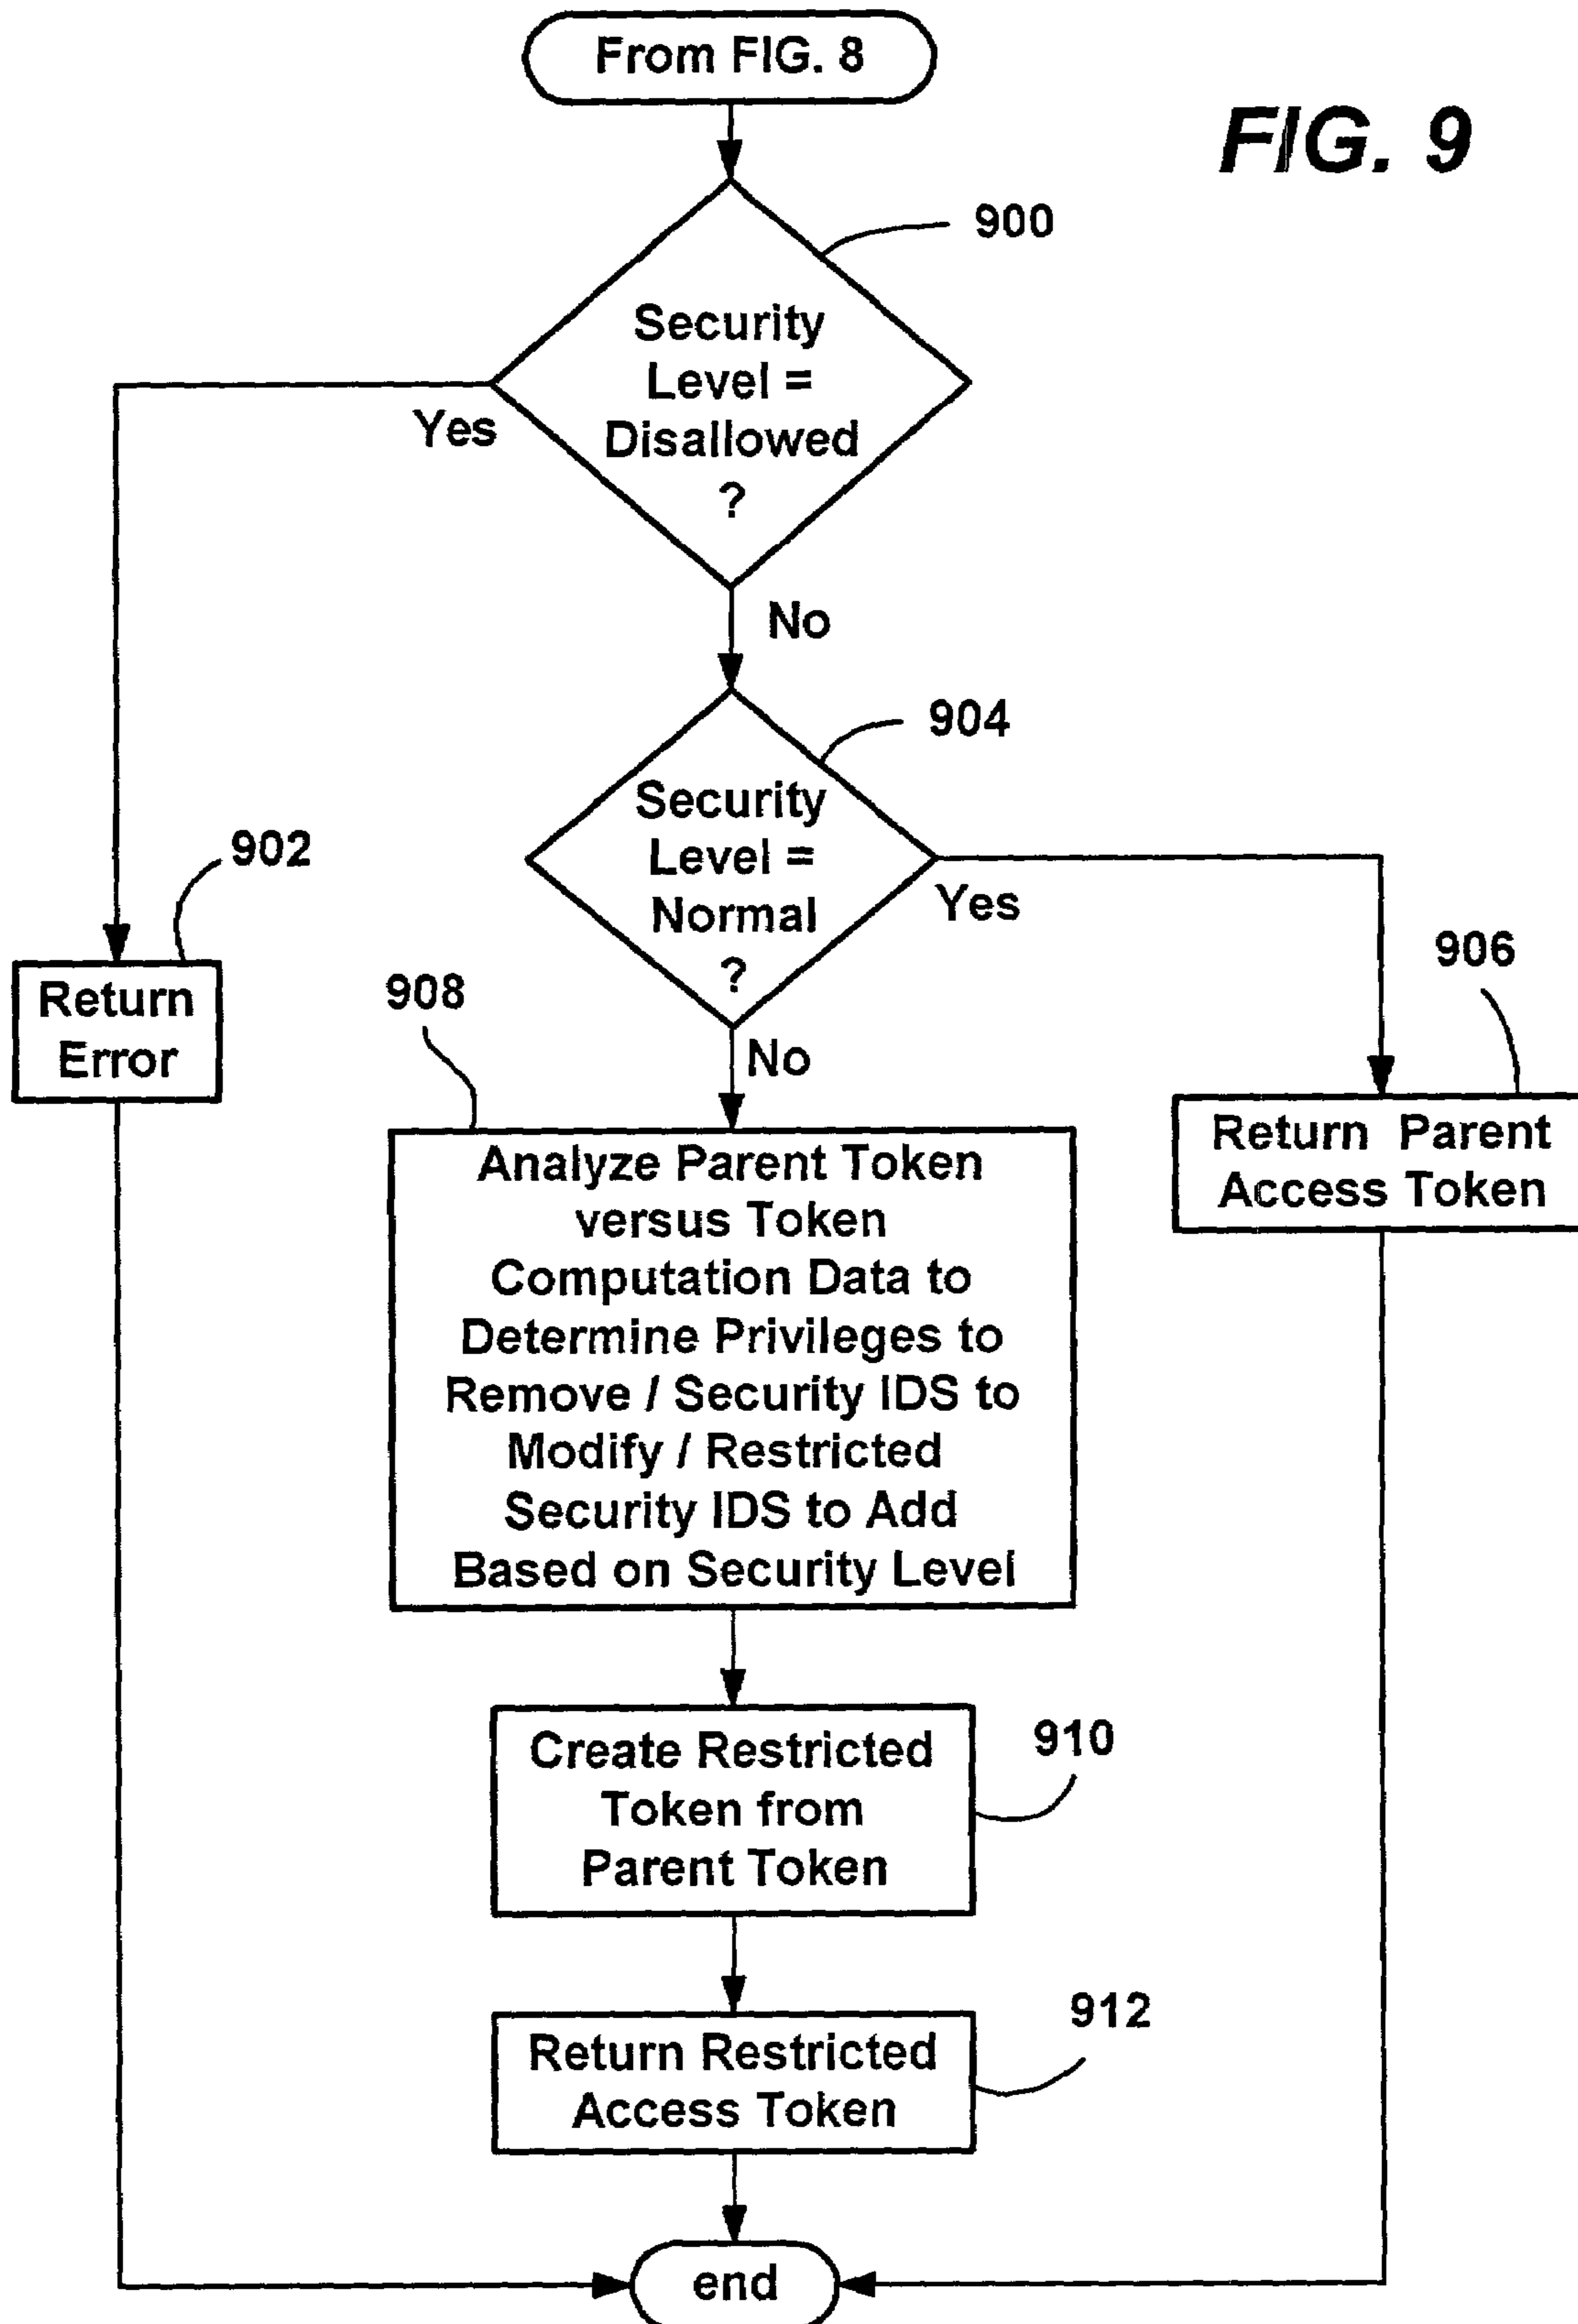 From FIG. 8
FIG. 9
900
Security
Level =
Disallowed
?
Yes
No
904
Security
Level =
Normal
?
Yes
No
902
Return
Error
906
Return Parent
Access Token
908
Analyze Parent Token
versus Token
Computation Data to
Determine Privileges to
Remove / Security IDS to
Modify / Restricted
Security IDS to Add
Based on Security Level
910
Create Restricted
Token from
Parent Token
912
Return Restricted
Access Token
end